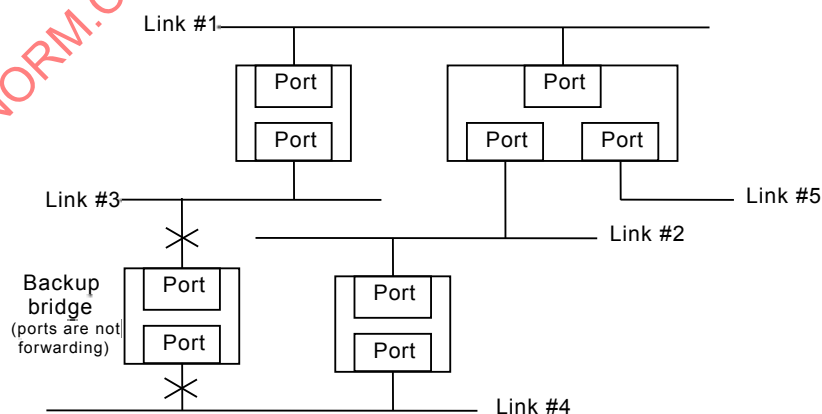 Link #1
Port
Port
Port
Port
Port
Link #3
Link #5
Link #2
Backup
bridge
(ports are not
forwarding)
Port
Port
Port
Port
Link #4
NORM.C